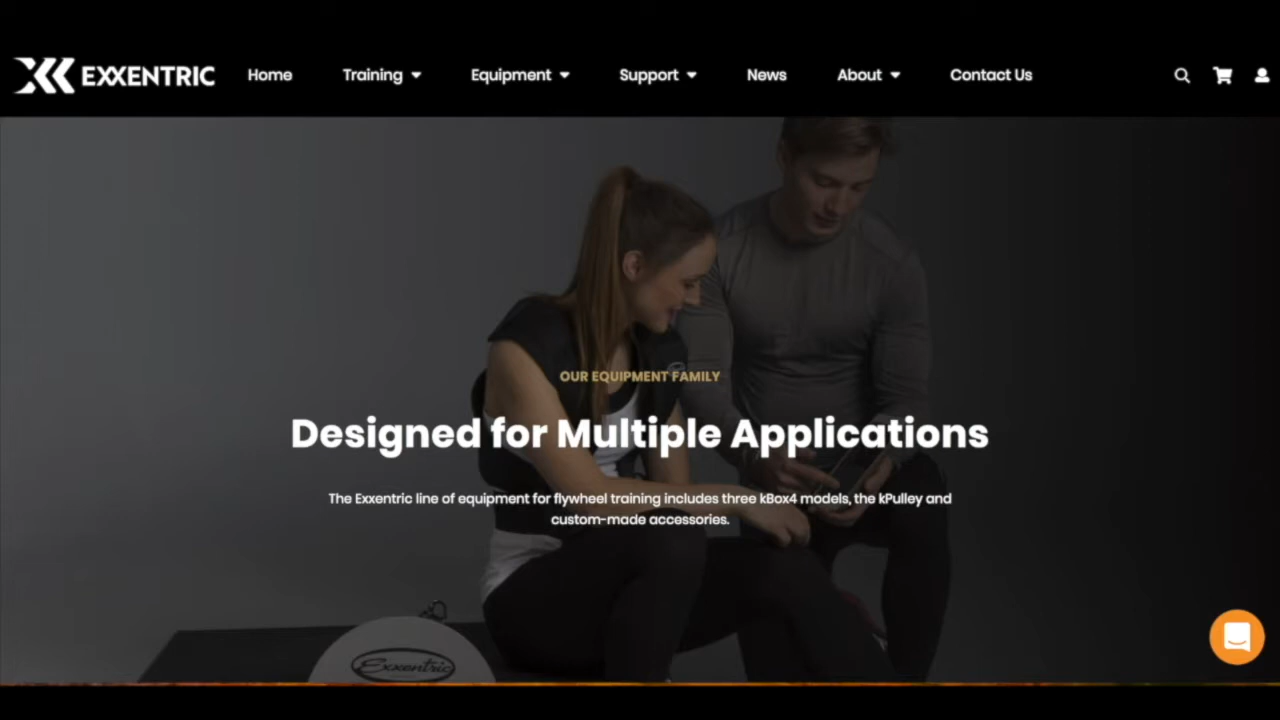 EXXENTRIC Home Training Equipment Support News About Contact Us
OUR EQUIPMENT FAMILY
Designed for Multiple Applications
The Exxentric line of equipment for flywheel training includes three kBox4 models, the kPulley and
custom-made accessories.
Exxentric